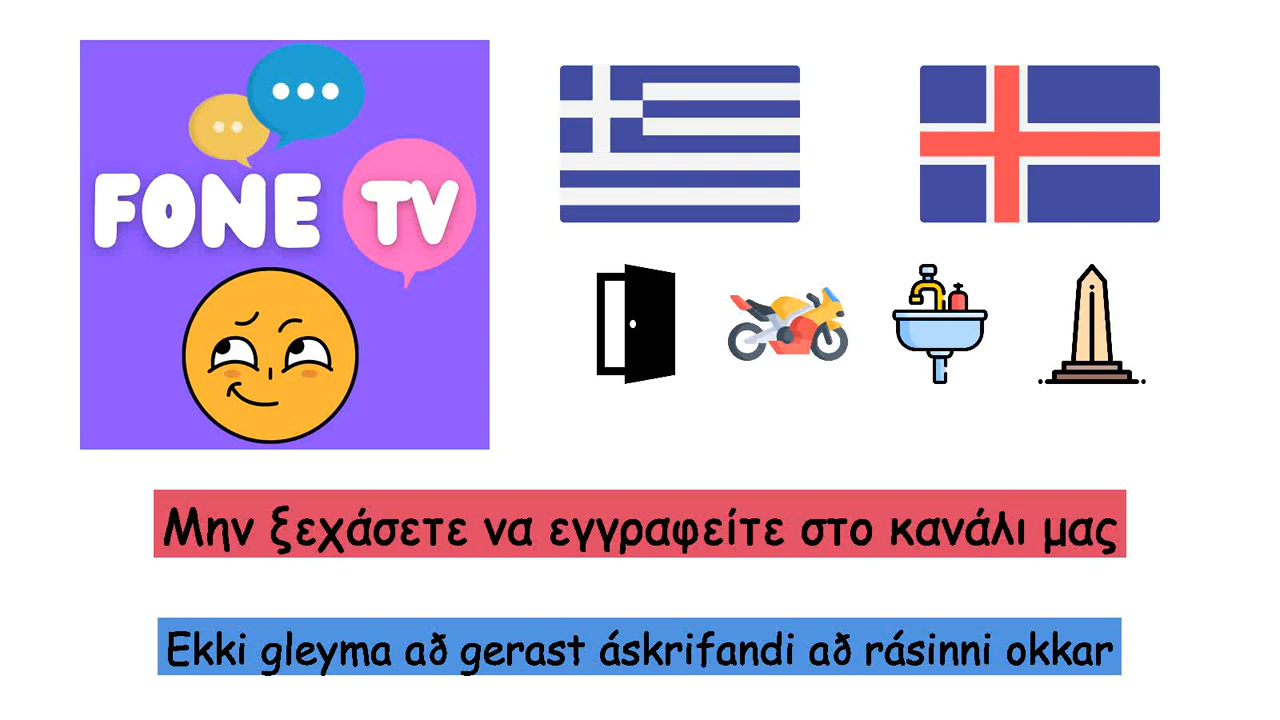 FONE TV
Μην ξεχάσετε να εγγραφείτε στο κανάλι μας
Ekki gleyma að gerast áskrifandi að rásinni okkar